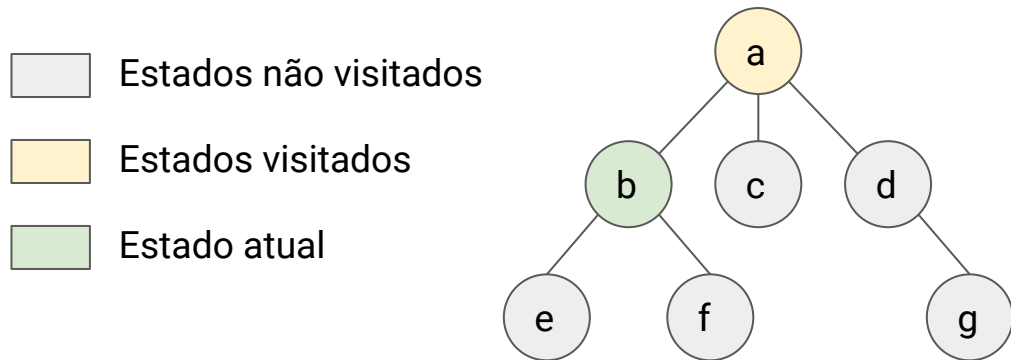 Estados não visitados
Estados visitados
Estado atual
a
b c d
e f g